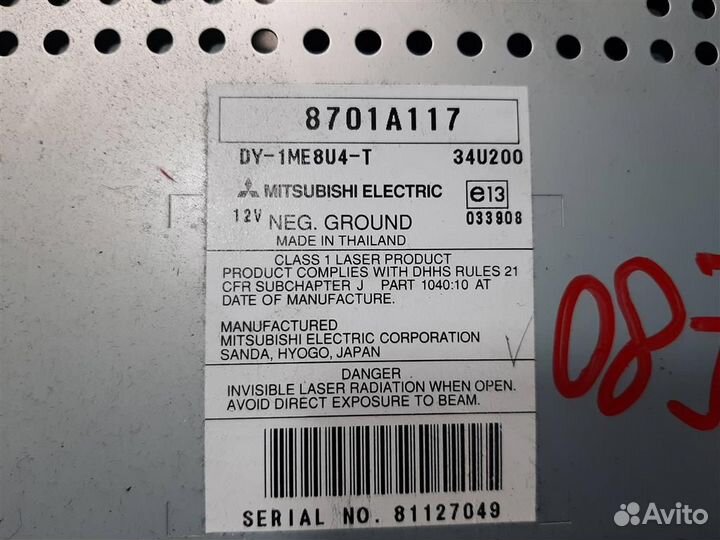 8701A117
DY-1ME8U4-T 34U200
MITSUBISHI ELECTRIC e13
12V NEG. GROUND 033908
MADE IN THAILAND
CLASS 1 LASER PRODUCT
PRODUCT COMPLIES WITH DHHS RULES 21
CFR SUBCHAPTER J PART 1040:10 AT
DATE OF MANUFACTURE.
MANUFACTURED
MITSUBISHI ELECTRIC CORPORATION
SANDA, HYOGO, JAPAN
DANGER
INVISIBLE LASER RADIATION WHEN OPEN.
AVOID DIRECT EXPOSURE TO BEAM.
SERIAL NO. 81127049
08
Avito